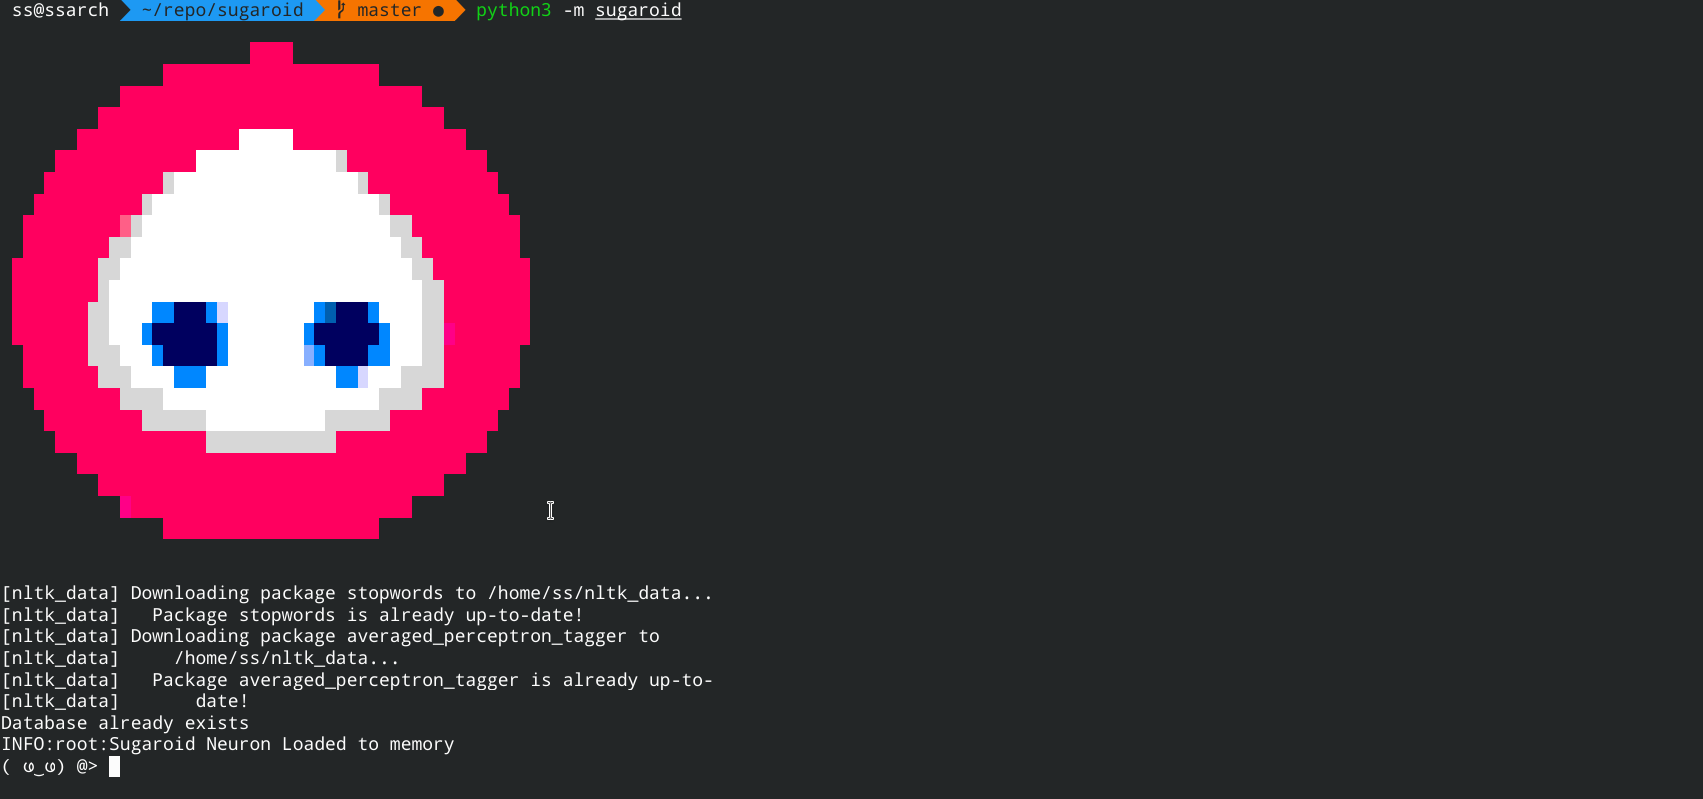 ss@ssarch ~/repo/sugaroid master ● python3 -m sugaroid
[nltk_data] Downloading package stopwords to /home/ss/nltk_data...
[nltk_data]   Package stopwords is already up-to-date!
[nltk_data] Downloading package averaged_perceptron_tagger to
[nltk_data]     /home/ss/nltk_data...
[nltk_data]   Package averaged_perceptron_tagger is already up-to-
[nltk_data]       date!
Database already exists
INFO:root:Sugaroid Neuron Loaded to memory
( ဖ‿ဖ) @>